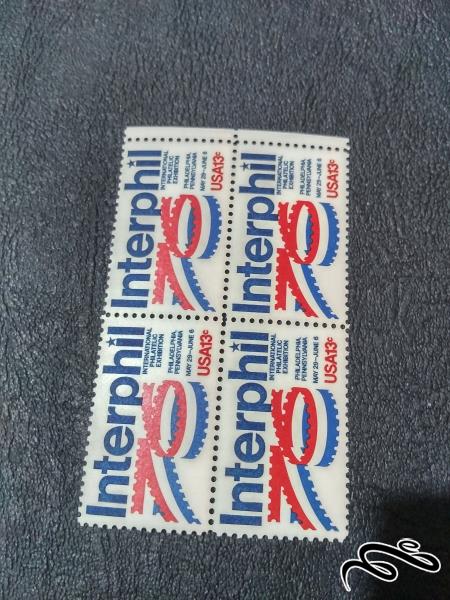 Interphil
INTERNATIONAL
PHILATELIC
EXHIBITION
PHILADELPHIA
PENNSYLVANIA
MAY 29–JUNE 6
USA13c
Interphil
INTERNATIONAL
PHILATELIC
EXHIBITION
PHILADELPHIA
PENNSYLVANIA
MAY 29–JUNE 6
USA13c
Interphil
INTERNATIONAL
PHILATELIC
EXHIBITION
PHILADELPHIA
PENNSYLVANIA
MAY 29–JUNE 6
USA13c
Interphil
INTERNATIONAL
PHILATELIC
EXHIBITION
PHILADELPHIA
PENNSYLVANIA
MAY 29–JUNE 6
USA13c